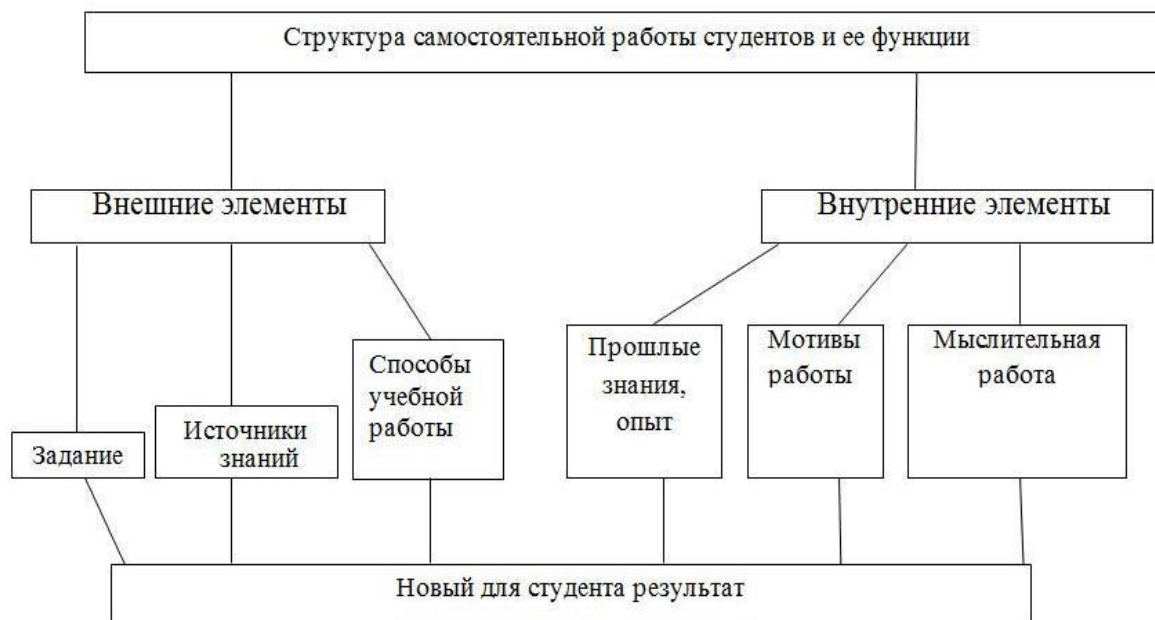 Структура самостоятельной работы студентов и ее функции
Внешние элементы
Внутренние элементы
Задание
Источники
знаний
Способы
учебной
работы
Прошлые
знания,
опыт
Мотивы
работы
Мыслительная
работа
Новый для студента результат